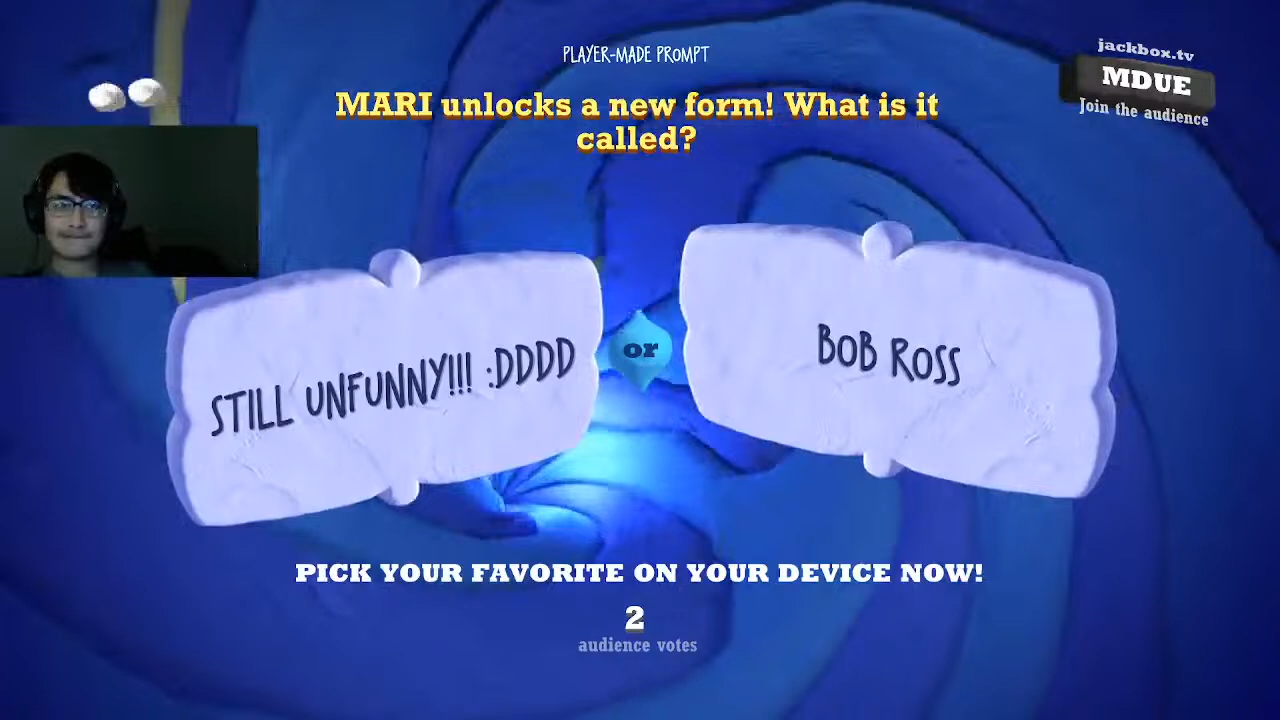 PLAYER-MADE PROMPT
jackbox.tv
MDUE
Join the audience
MARI unlocks a new form! What is it
called?
STILL UNFUNNY!!! :DDDD
or
BOB ROSS
PICK YOUR FAVORITE ON YOUR DEVICE NOW!
2
audience votes